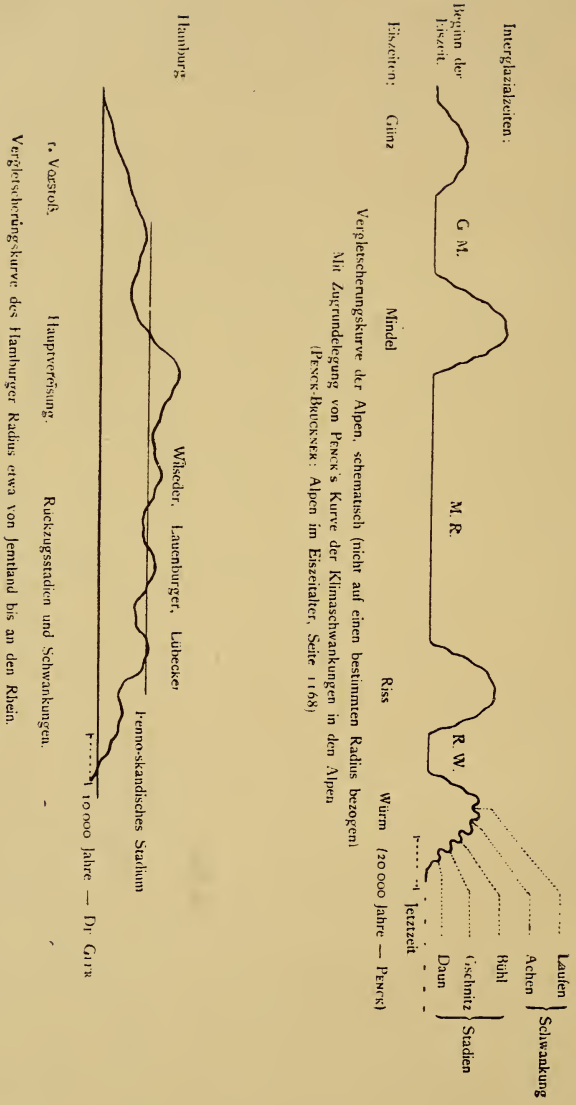 Interglazialzeiten:
Beginn der
Eiszeit.
G M.
M. R.
R. W.
Laufen
Achen
Schwankung
Bühl
Gschnitz
Daun
Stadien
Jetztzeit
Eiszeiten:
Günz
Mindel
Riss
Würm (20 000 Jahre — PENCK)
Vergletscherungskurve der Alpen, schematisch (nicht auf einen bestimmten Radius bezogen)
Mit Zugrundelegung von PENCK's Kurve der Klimaschwankungen in den Alpen
(PENCK-BRUCKNER: Alpen im Eiszeitalter, Seite 1168)
Hamburg
Wilseder, Lauenburger, Lübecker
Fenno-skandisches Stadium
10 000 Jahre — DE GEER
1. Vorstoß.
Hauptvereisung.
Rückzugsstadien und Schwankungen.
Vergletscherungskurve des Hamburger Radius etwa von Jemtland bis an den Rhein.